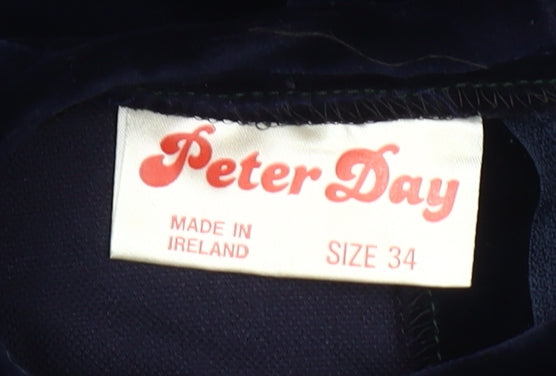 Peter Day
MADE IN
IRELAND
SIZE 34